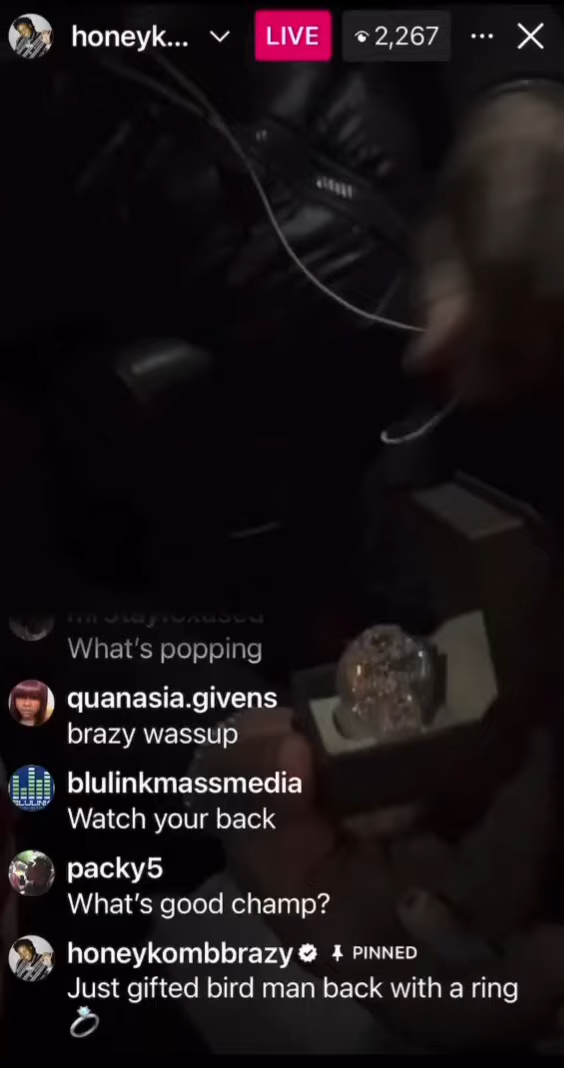 honeyk...
LIVE
2,267
What's popping
quanasia.givens
brazy wassup
blulinkmassmedia
Watch your back
packy5
What's good champ?
honeykombbrazy PINNED
Just gifted bird man back with a ring
💍